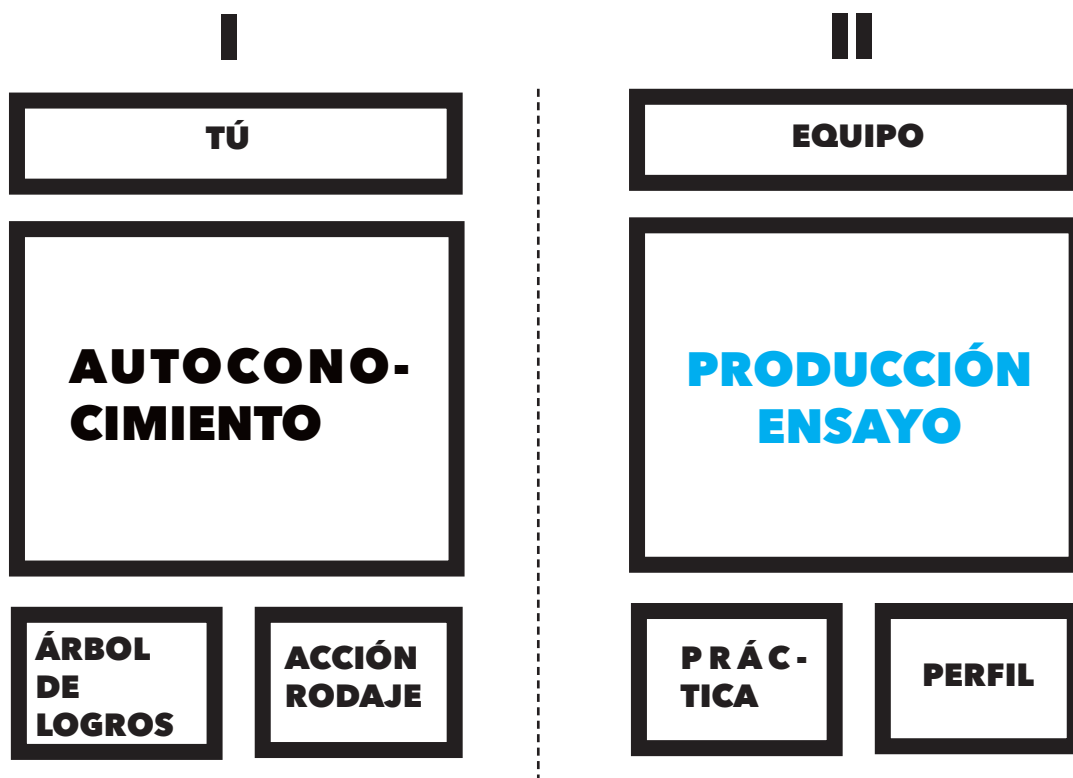 I
TÚ
AUTOCONO-
CIMIENTO
ÁRBOL
DE
LOGROS
ACCIÓN
RODAJE
II
EQUIPO
PRODUCCIÓN
ENSAYO
PRÁC-
TICA
PERFIL